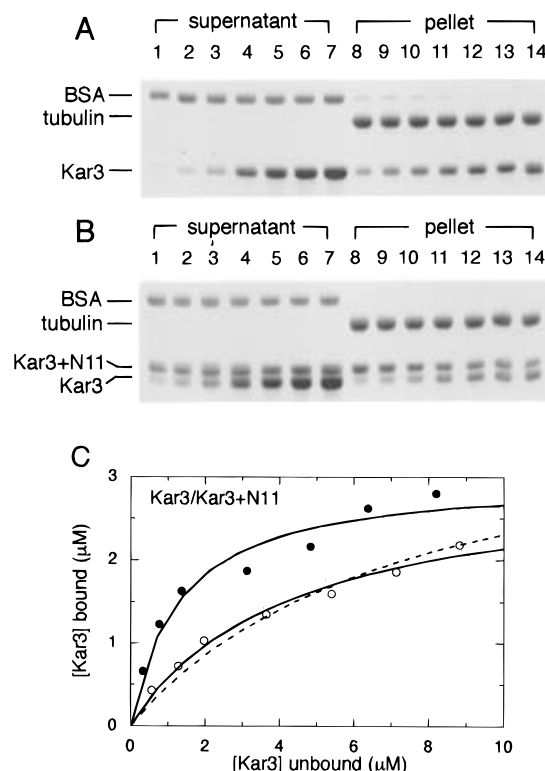 A
supernatant
pellet
1 2 3 4 5 6 7 8 9 10 11 12 13 14
BSA
tubulin
Kar3
B
supernatant
pellet
1 2 3 4 5 6 7 8 9 10 11 12 13 14
BSA
tubulin
Kar3+N11
Kar3
C
Kar3/Kar3+N11
[Kar3] bound (μM)
3
2
1
0
0 2 4 6 8 10
[Kar3] unbound (μM)